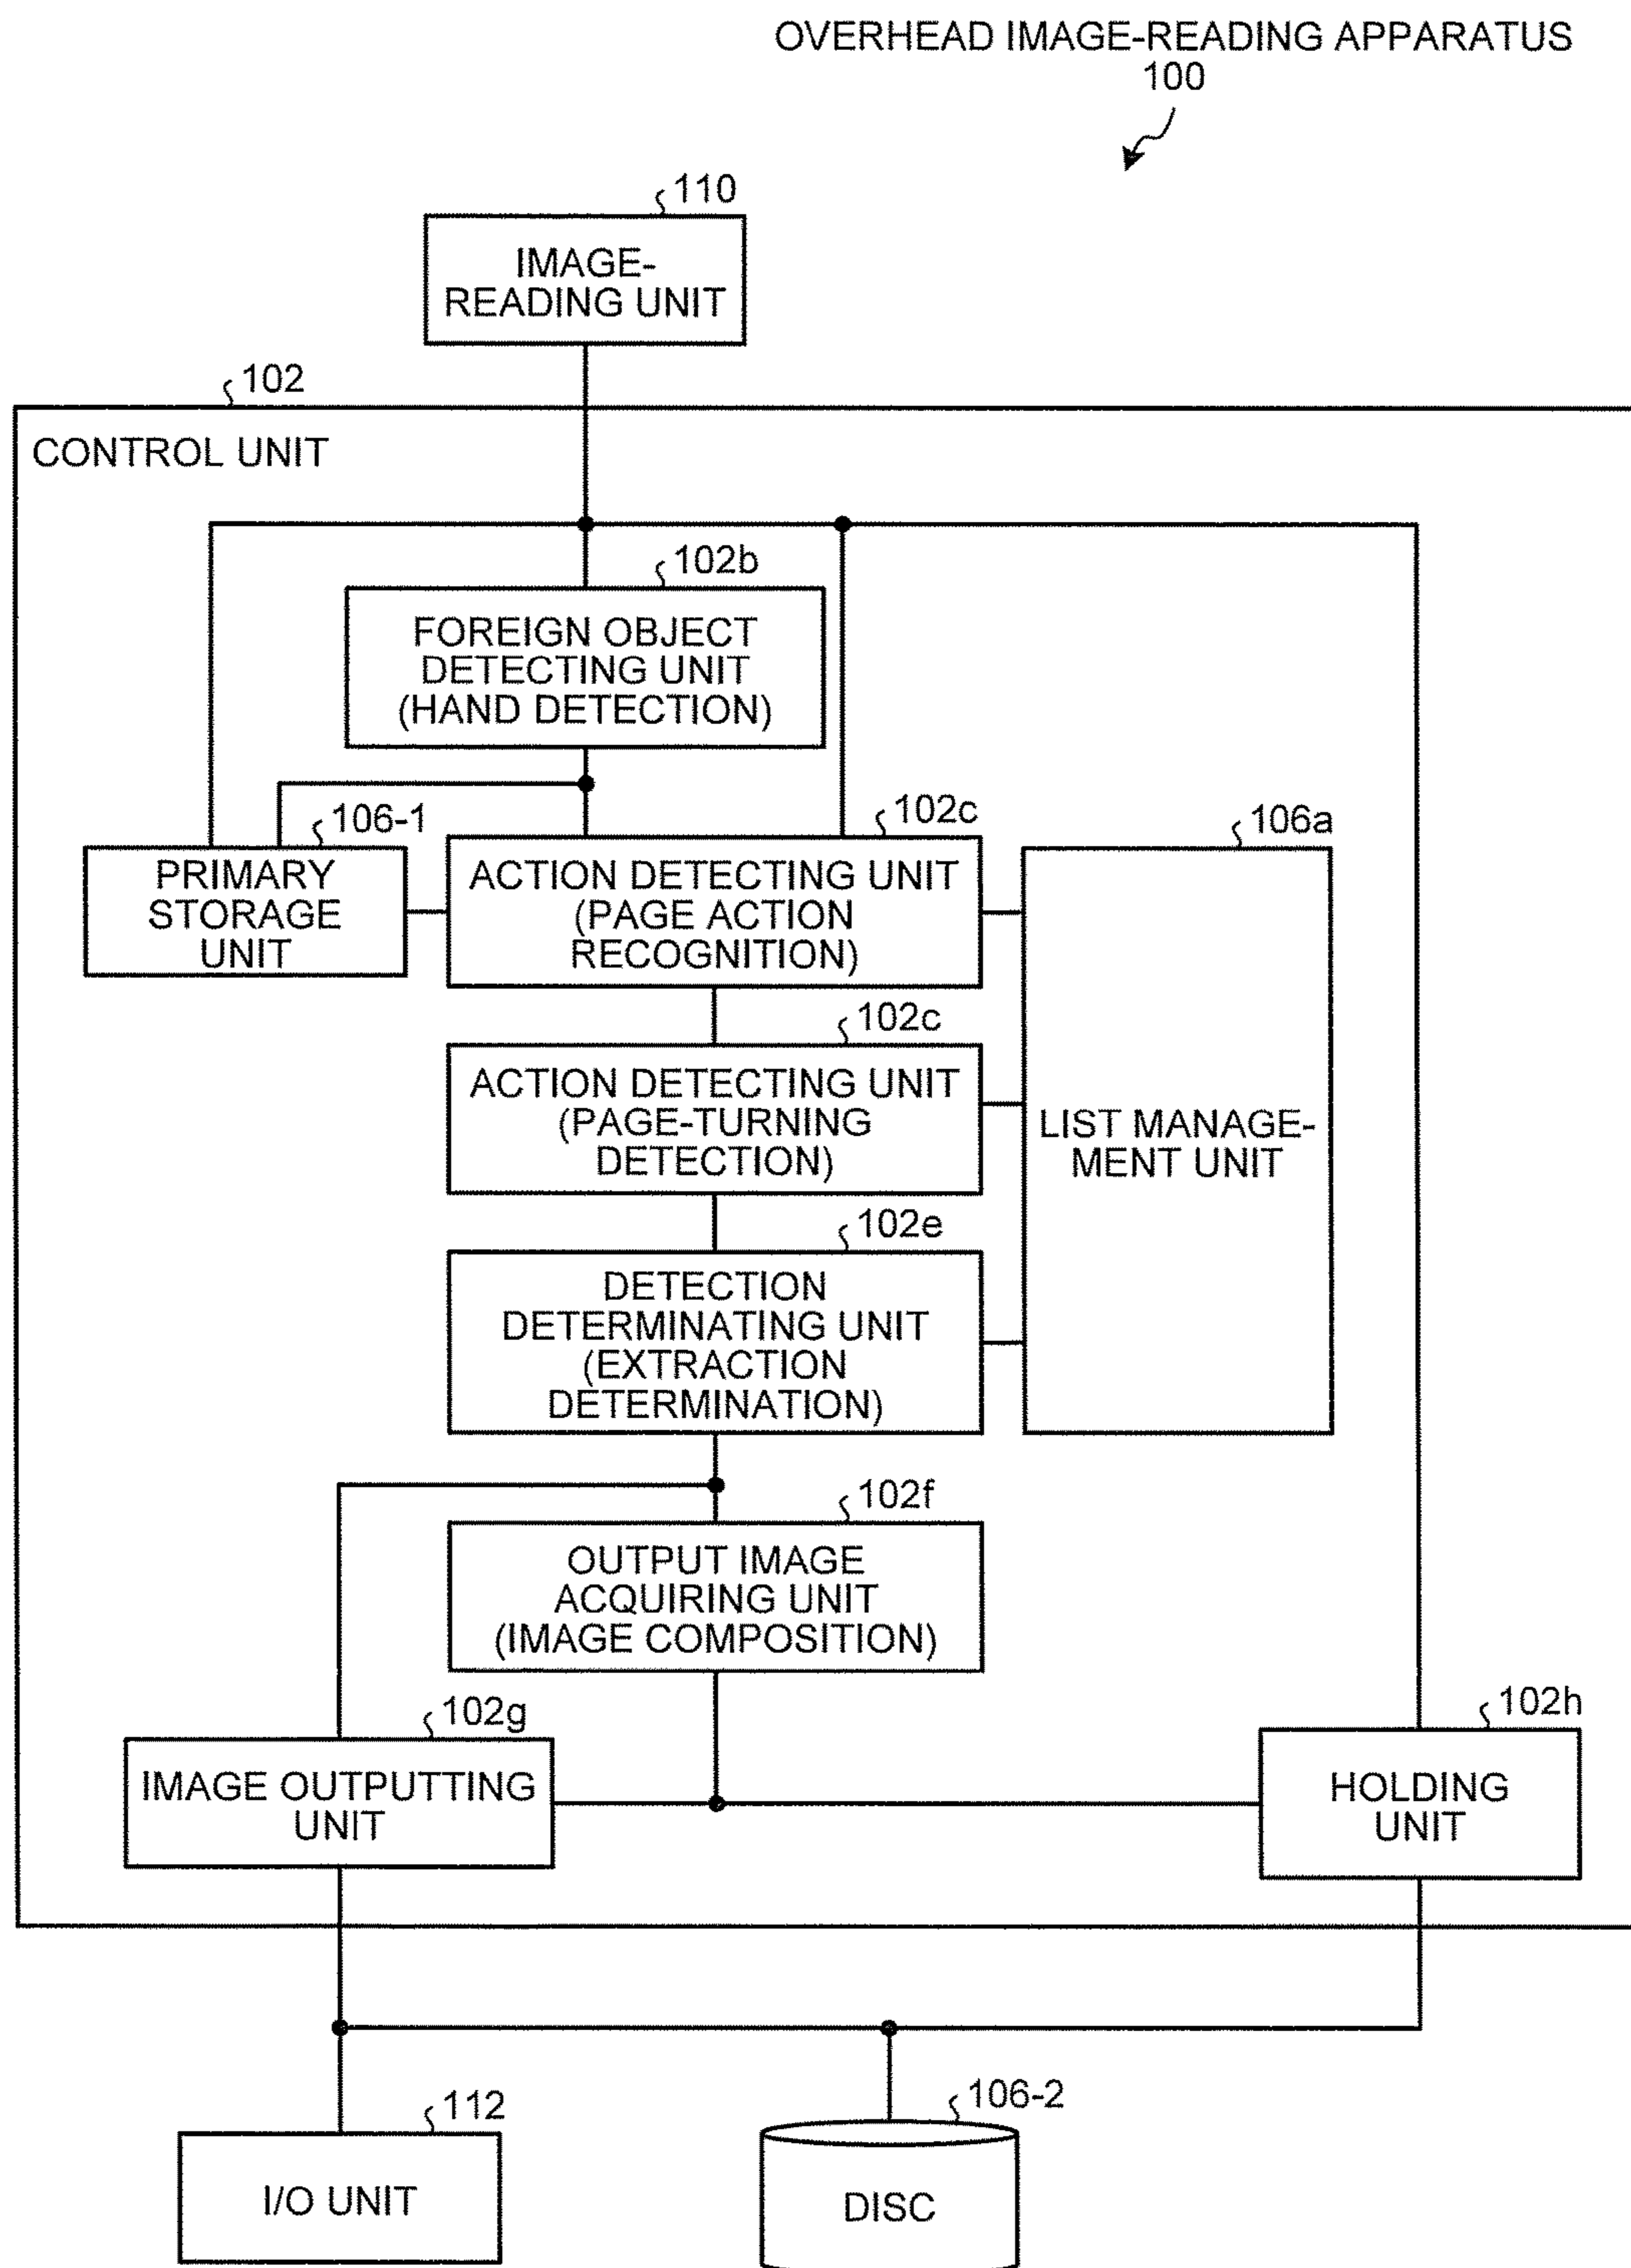 OVERHEAD IMAGE-READING APPARATUS
100
110
IMAGE-
READING UNIT
102
CONTROL UNIT
102b
FOREIGN OBJECT
DETECTING UNIT
(HAND DETECTION)
106-1
PRIMARY
STORAGE
UNIT
102c
ACTION DETECTING UNIT
(PAGE ACTION
RECOGNITION)
106a
LIST MANAGE-
MENT UNIT
102c
ACTION DETECTING UNIT
(PAGE-TURNING
DETECTION)
102e
DETECTION
DETERMINATING UNIT
(EXTRACTION
DETERMINATION)
102f
OUTPUT IMAGE
ACQUIRING UNIT
(IMAGE COMPOSITION)
102g
IMAGE OUTPUTTING
UNIT
102h
HOLDING
UNIT
112
I/O UNIT
106-2
DISC